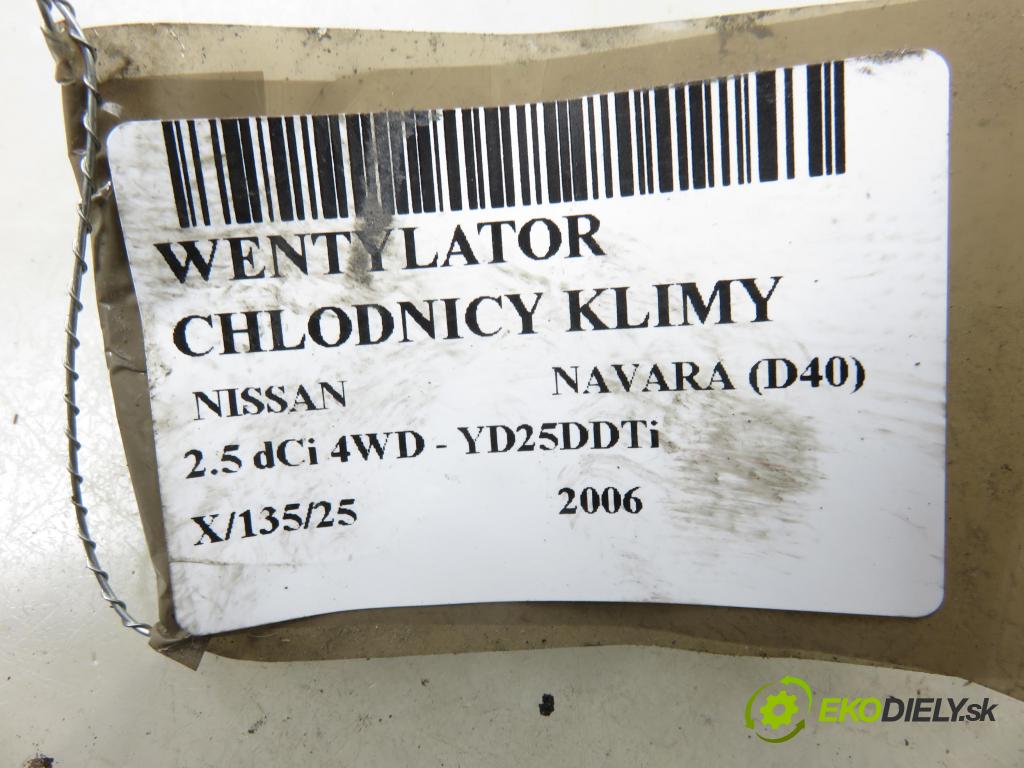 WENTYLATOR
CHLODNICY KLIMY
NISSAN NAVARA (D40)
2.5 dCi 4WD - YD25DDTi
X/135/25 2006
EKODIELY.sk